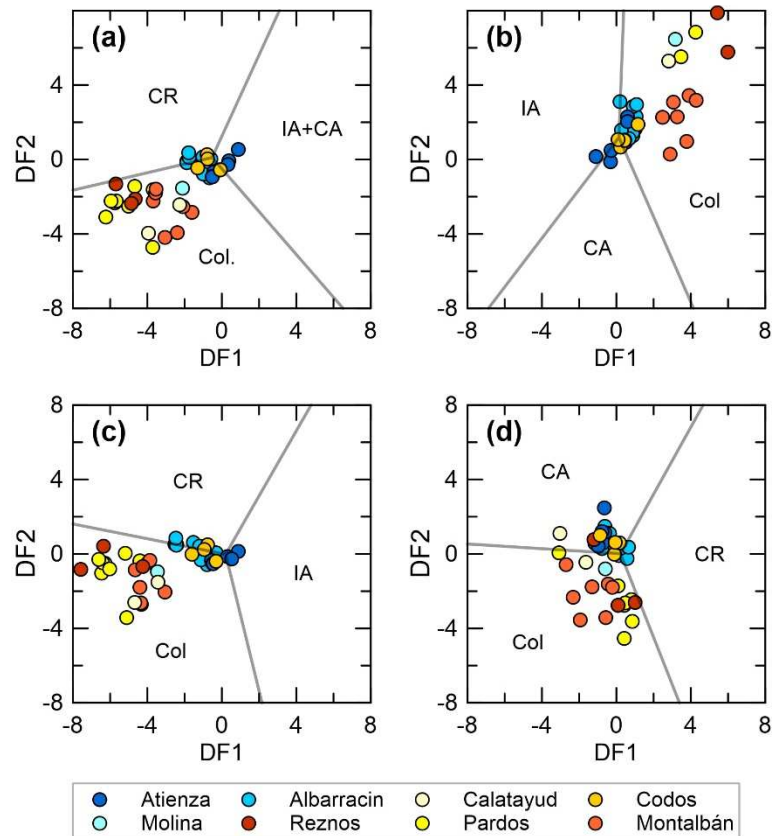 (a)
CR
IA+CA
Col.
8
4
0
-4
-8
-8 -4 0 4 8
DF1
DF2
(b)
IA
Col
CA
8
4
0
-4
-8
-8 -4 0 4 8
DF1
DF2
(c)
CR
IA
Col
8
4
0
-4
-8
-8 -4 0 4 8
DF1
DF2
(d)
CA
CR
Col
8
4
0
-4
-8
-8 -4 0 4 8
DF1
DF2
Atienza Albarracin Calatayud Codos
Molina Reznos Pardos Montalbán